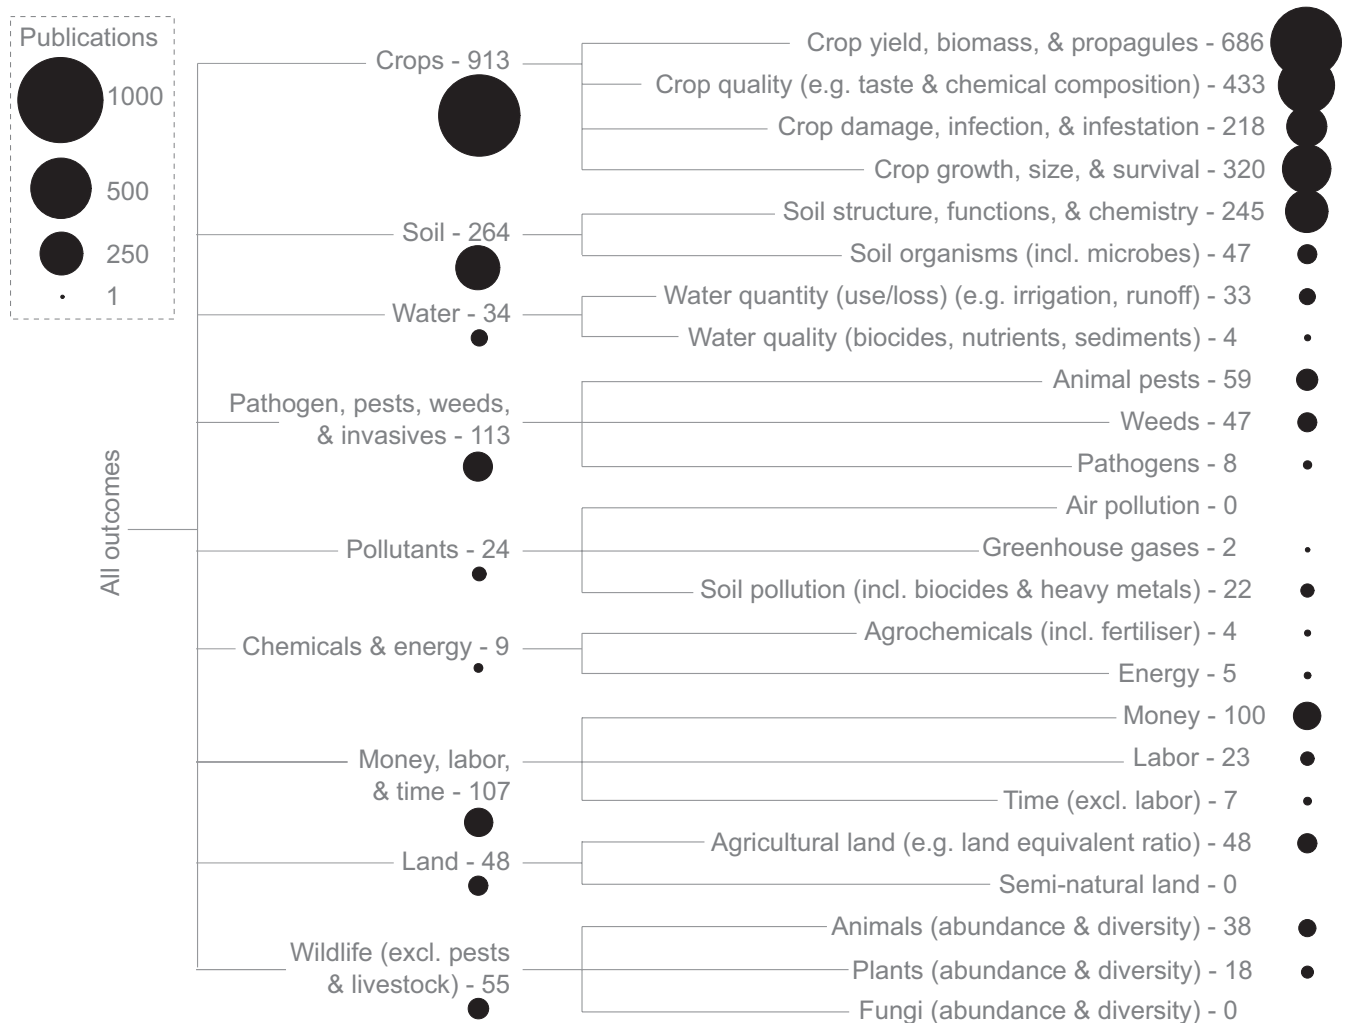 Publications
1000
500
250
1
All outcomes
Crops - 913
Crop yield, biomass, & propagules - 686
Crop quality (e.g. taste & chemical composition) - 433
Crop damage, infection, & infestation - 218
Crop growth, size, & survival - 320
Soil - 264
Soil structure, functions, & chemistry - 245
Soil organisms (incl. microbes) - 47
Water - 34
Water quantity (use/loss) (e.g. irrigation, runoff) - 33
Water quality (biocides, nutrients, sediments) - 4
Pathogen, pests, weeds,
& invasives - 113
Animal pests - 59
Weeds - 47
Pathogens - 8
Pollutants - 24
Air pollution - 0
Greenhouse gases - 2
Soil pollution (incl. biocides & heavy metals) - 22
Chemicals & energy - 9
Agrochemicals (incl. fertiliser) - 4
Energy - 5
Money, labor,
& time - 107
Money - 100
Labor - 23
Time (excl. labor) - 7
Land - 48
Agricultural land (e.g. land equivalent ratio) - 48
Semi-natural land - 0
Wildlife (excl. pests
& livestock) - 55
Animals (abundance & diversity) - 38
Plants (abundance & diversity) - 18
Fungi (abundance & diversity) - 0